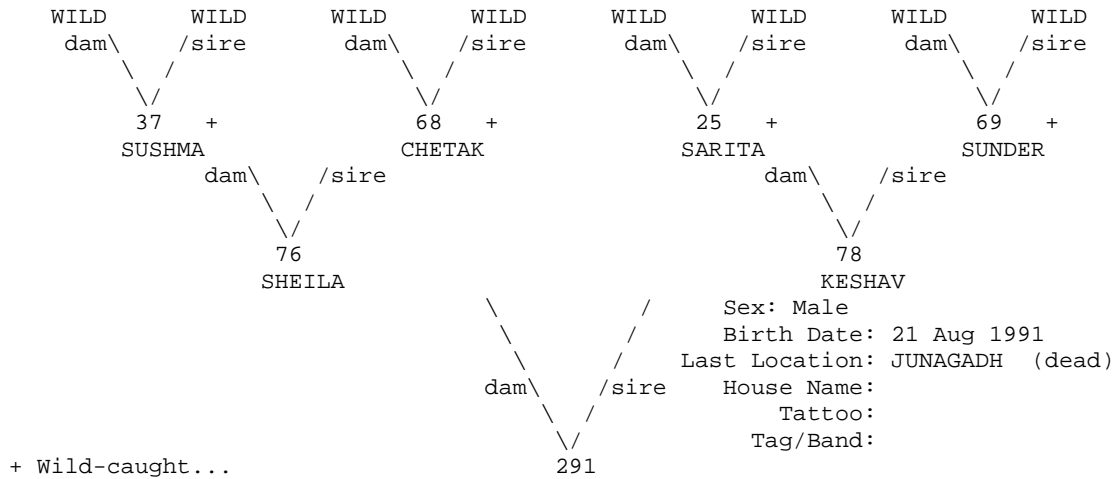 WILD WILD WILD WILD WILD WILD WILD WILD
dam\ /sire dam\ /sire dam\ /sire dam\ /sire
\ / \ / \ / \ /
\/ \/ \/ \/
37 + 68 + 25 + 69 +
SUSHMA CHETAK SARITA SUNDER
dam\ /sire dam\ /sire
\ / \ /
\/ \/
76 78
SHEILA KESHAV
\ / Sex: Male
\ / Birth Date: 21 Aug 1991
\ / Last Location: JUNAGADH (dead)
dam\ /sire House Name:
\ / Tattoo:
\/ Tag/Band:
+ Wild-caught... 291